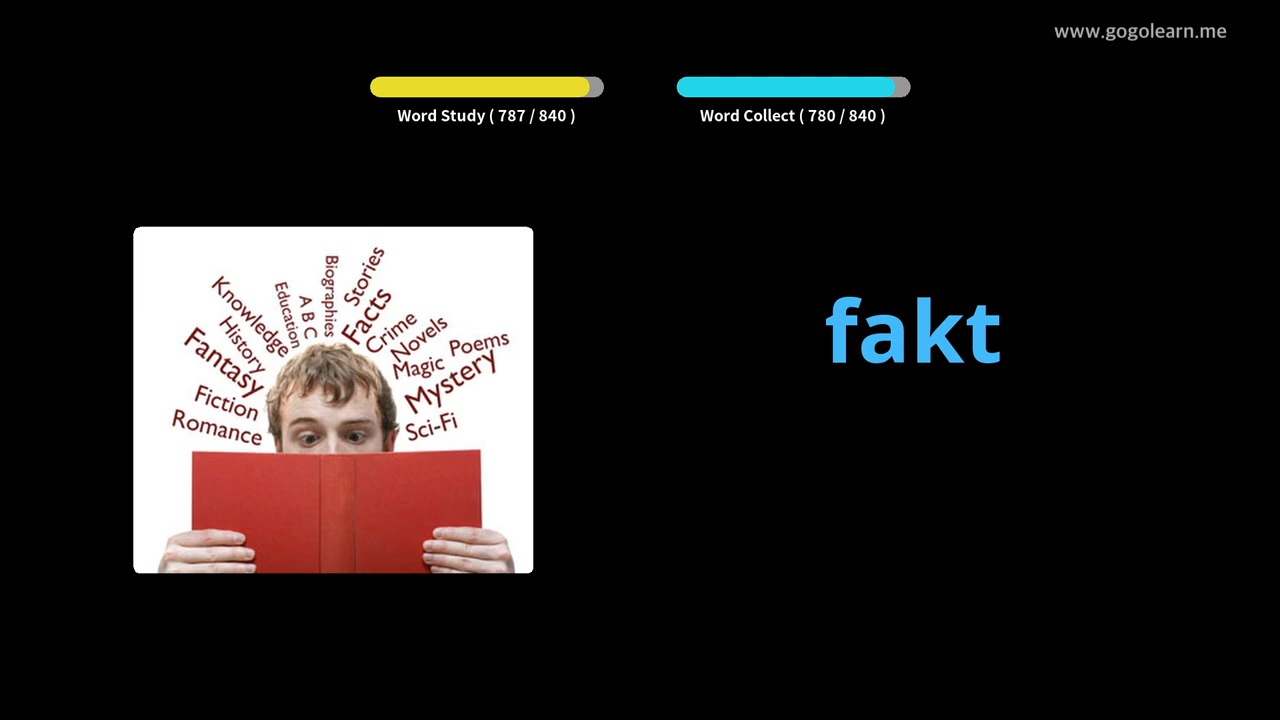 www.gogolearn.me
Word Study ( 787 / 840 )
Word Collect ( 780 / 840 )
Stories
Biographies
Facts
A B C
Education
Knowledge
History
Crime
Novels
Poems
Magic
Fantasy
Mystery
Fiction
Sci-Fi
Romance
fakt